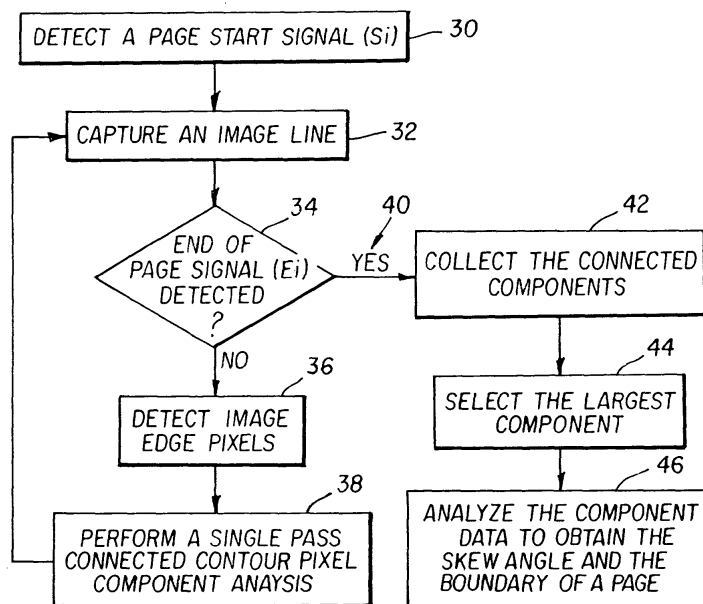 DETECT A PAGE START SIGNAL (Si)
30
CAPTURE AN IMAGE LINE
32
34
END OF
PAGE SIGNAL (Ei)
DETECTED
?
YES
40
NO
36
DETECT IMAGE
EDGE PIXELS
38
PERFORM A SINGLE PASS
CONNECTED CONTOUR PIXEL
COMPONENT ANAYSIS
42
COLLECT THE CONNECTED
COMPONENTS
44
SELECT THE LARGEST
COMPONENT
46
ANALYZE THE COMPONENT
DATA TO OBTAIN THE
SKEW ANGLE AND THE
BOUNDARY OF A PAGE